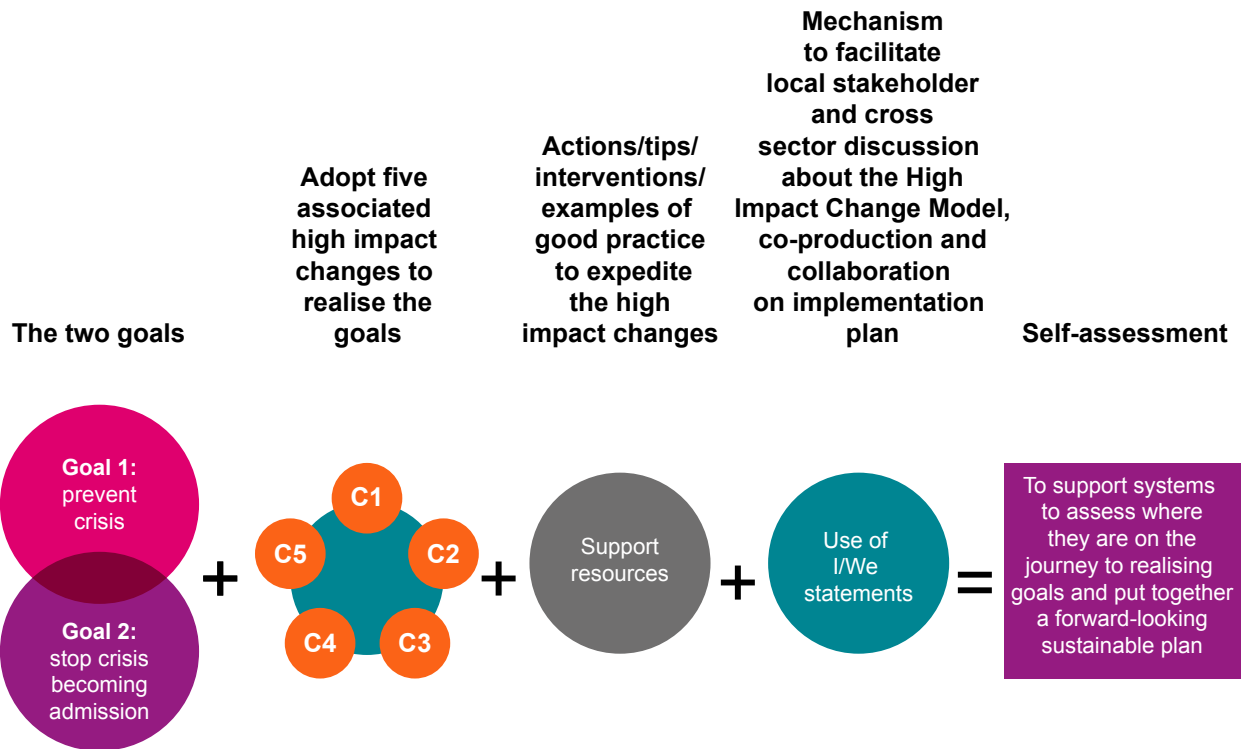 The two goals
Adopt five
associated
high impact
changes to
realise the
goals
Actions/tips/
interventions/
examples of
good practice
to expedite
the high
impact changes
Mechanism
to facilitate
local stakeholder
and cross
sector discussion
about the High
Impact Change Model,
co-production and
collaboration
on implementation
plan
Self-assessment
Goal 1:
prevent
crisis
Goal 2:
stop crisis
becoming
admission
+
C1
C2
C3
C4
C5
+
Support
resources
+
Use of
I/We
statements
=
To support systems
to assess where
they are on the
journey to realising
goals and put together
a forward-looking
sustainable plan